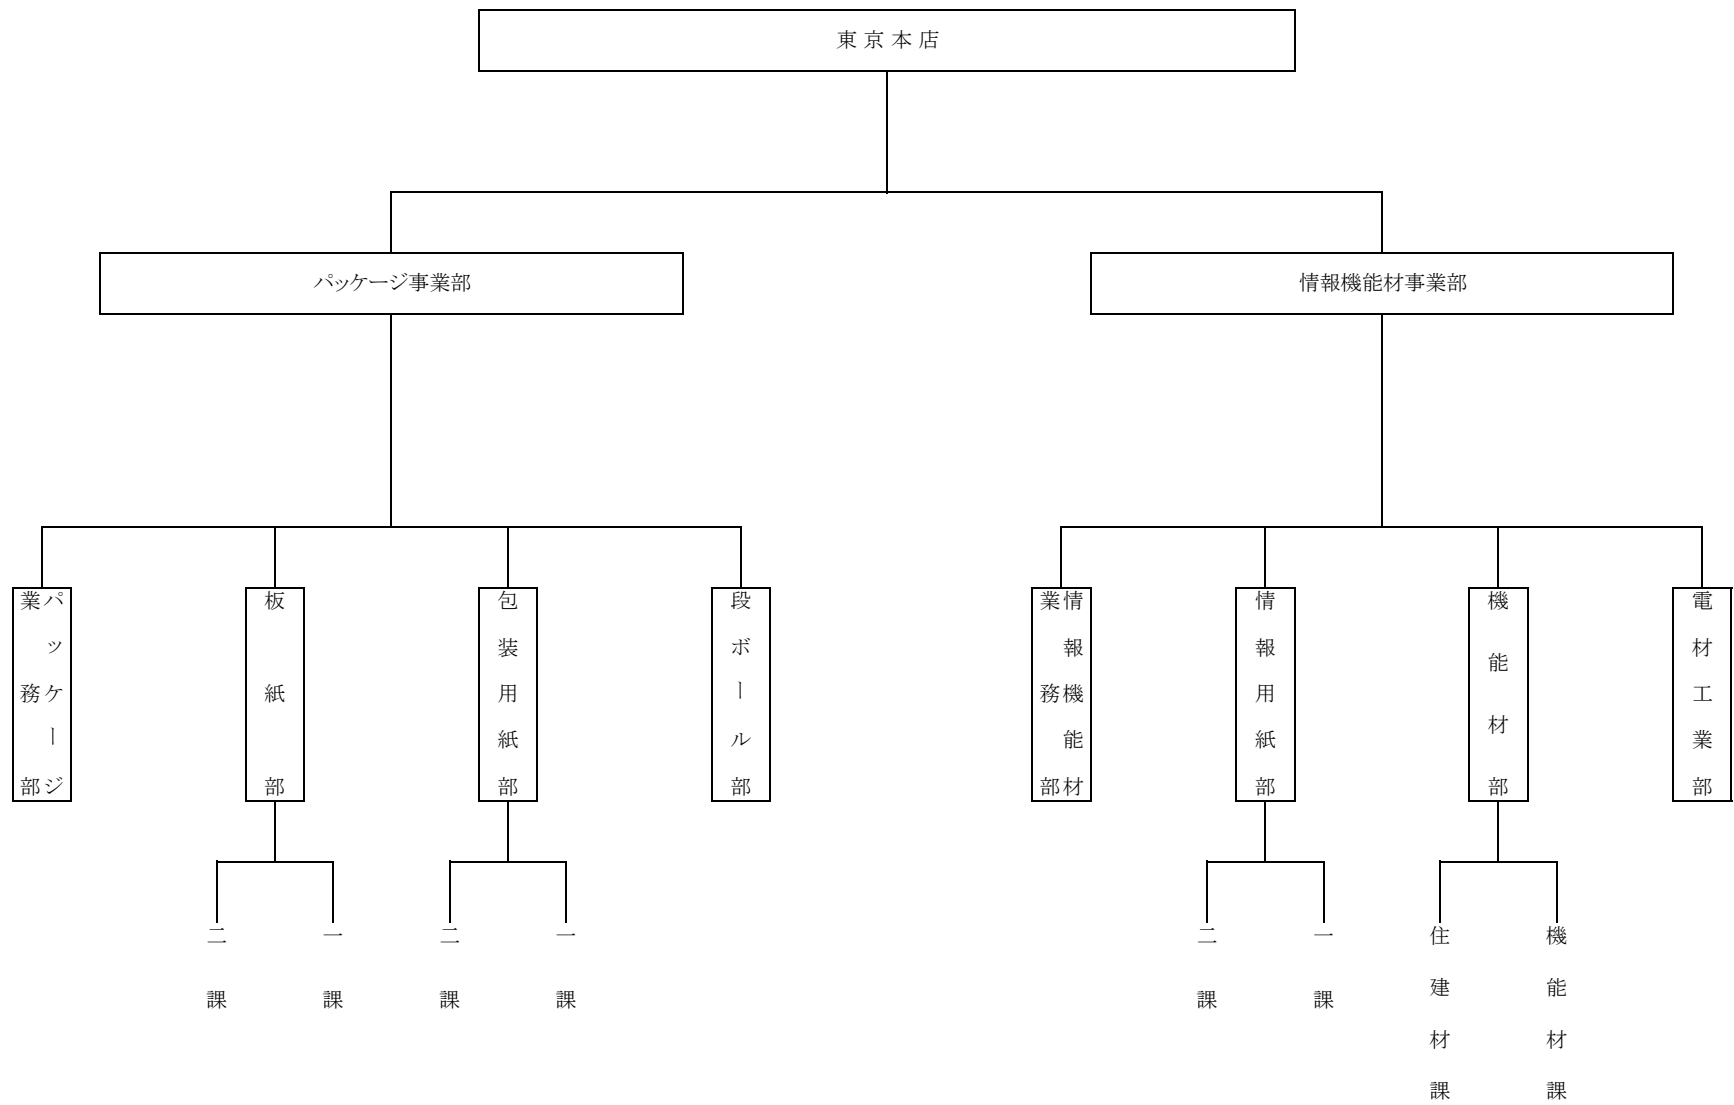 東京本店
パッケージ事業部
情報機能材事業部
パッケージ
業務部
板紙部
包装用紙部
段ボール部
情報機能材
業務部
情報用紙部
機能材部
電材工業部
二課
一課
二課
一課
二課
一課
住建材課
機能材課